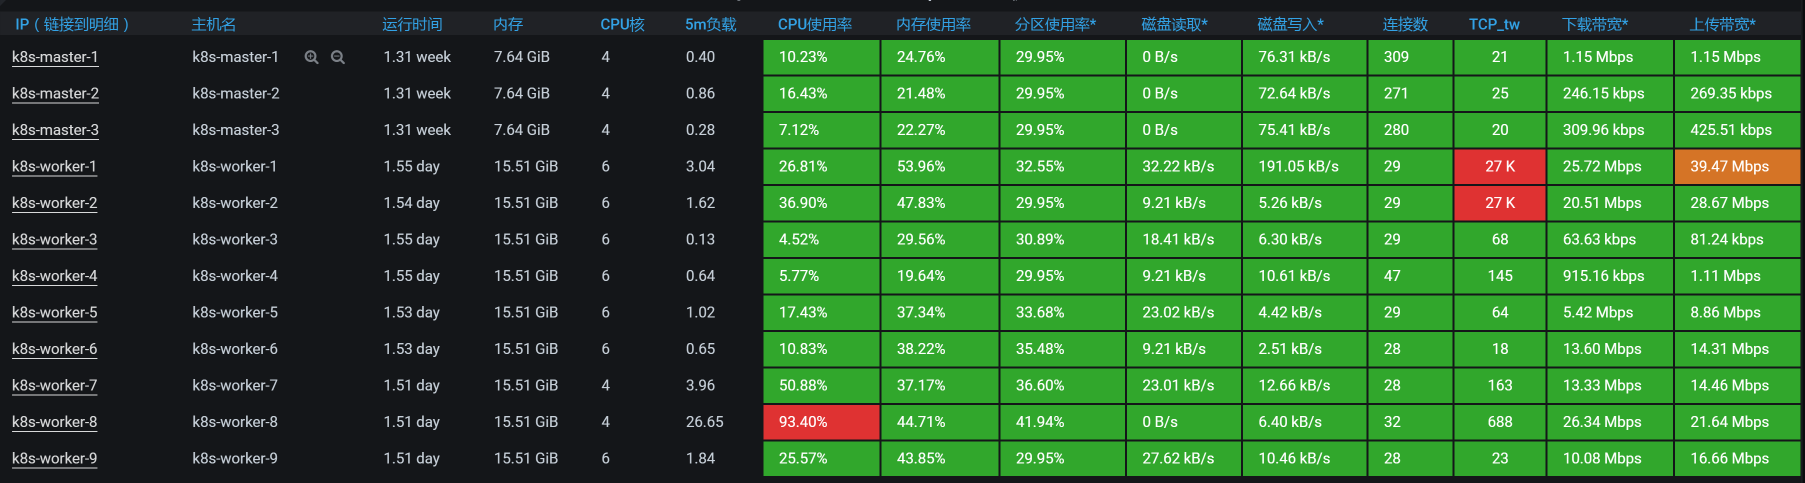 IP（链接到明细） 主机名 运行时间 内存 CPU核 5m负载 CPU使用率 内存使用率 分区使用率* 磁盘读取* 磁盘写入* 连接数 TCP_tw 下载带宽* 上传带宽*
k8s-master-1 k8s-master-1 1.31 week 7.64 GiB 4 0.40 10.23% 24.76% 29.95% 0 B/s 76.31 kB/s 309 21 1.15 Mbps 1.15 Mbps
k8s-master-2 k8s-master-2 1.31 week 7.64 GiB 4 0.86 16.43% 21.48% 29.95% 0 B/s 72.64 kB/s 271 25 246.15 kbps 269.35 kbps
k8s-master-3 k8s-master-3 1.31 week 7.64 GiB 4 0.28 7.12% 22.27% 29.95% 0 B/s 75.41 kB/s 280 20 309.96 kbps 425.51 kbps
k8s-worker-1 k8s-worker-1 1.55 day 15.51 GiB 6 3.04 26.81% 53.96% 32.55% 32.22 kB/s 191.05 kB/s 29 27 K 25.72 Mbps 39.47 Mbps
k8s-worker-2 k8s-worker-2 1.54 day 15.51 GiB 6 1.62 36.90% 47.83% 29.95% 9.21 kB/s 5.26 kB/s 29 27 K 20.51 Mbps 28.67 Mbps
k8s-worker-3 k8s-worker-3 1.55 day 15.51 GiB 6 0.13 4.52% 29.56% 30.89% 18.41 kB/s 6.30 kB/s 29 68 63.63 kbps 81.24 kbps
k8s-worker-4 k8s-worker-4 1.55 day 15.51 GiB 6 0.64 5.77% 19.64% 29.95% 9.21 kB/s 10.61 kB/s 47 145 915.16 kbps 1.11 Mbps
k8s-worker-5 k8s-worker-5 1.53 day 15.51 GiB 6 1.02 17.43% 37.34% 33.68% 23.02 kB/s 4.42 kB/s 29 64 5.42 Mbps 8.86 Mbps
k8s-worker-6 k8s-worker-6 1.53 day 15.51 GiB 6 0.65 10.83% 38.22% 35.48% 9.21 kB/s 2.51 kB/s 28 18 13.60 Mbps 14.31 Mbps
k8s-worker-7 k8s-worker-7 1.51 day 15.51 GiB 4 3.96 50.88% 37.17% 36.60% 23.01 kB/s 12.66 kB/s 28 163 13.33 Mbps 14.46 Mbps
k8s-worker-8 k8s-worker-8 1.51 day 15.51 GiB 4 26.65 93.40% 44.71% 41.94% 0 B/s 6.40 kB/s 32 688 26.34 Mbps 21.64 Mbps
k8s-worker-9 k8s-worker-9 1.51 day 15.51 GiB 6 1.84 25.57% 43.85% 29.95% 27.62 kB/s 10.46 kB/s 28 23 10.08 Mbps 16.66 Mbps